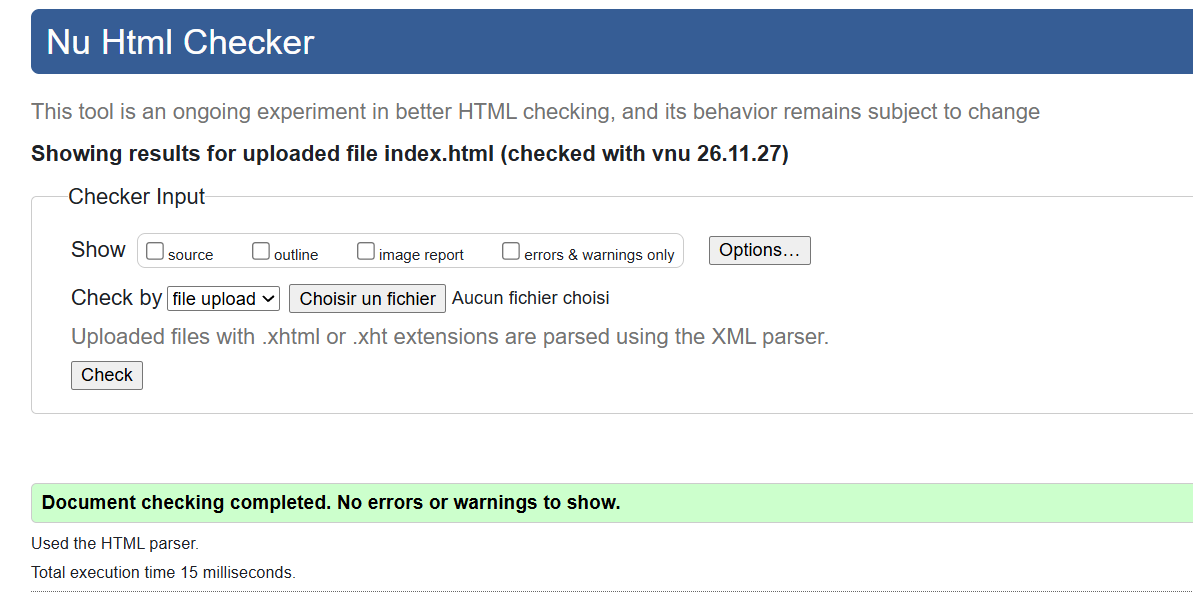 Nu Html Checker
This tool is an ongoing experiment in better HTML checking, and its behavior remains subject to change
Showing results for uploaded file index.html (checked with vnu 26.11.27)
Checker Input
Show source outline image report errors & warnings only Options…
Check by file upload Choisir un fichier Aucun fichier choisi
Uploaded files with .xhtml or .xht extensions are parsed using the XML parser.
Check
Document checking completed. No errors or warnings to show.
Used the HTML parser.
Total execution time 15 milliseconds.